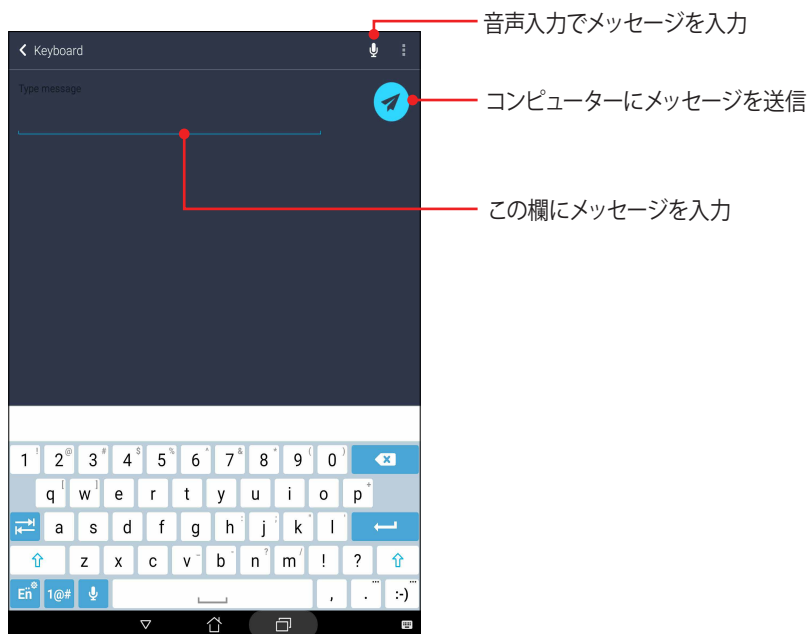 音声入力でメッセージを入力
Keyboard
Type message
コンピューターにメッセージを送信
この欄にメッセージを入力
1 ! 2 @ 3 # 4 $ 5 % 6 ^ 7 & 8 * 9 ( 0 )
q [ w ] e r t y u i o p +
a s d f g h : j ; k " l '
z x c v _ b - n ? m / ! ?
En 1@# , . ... :-) ...